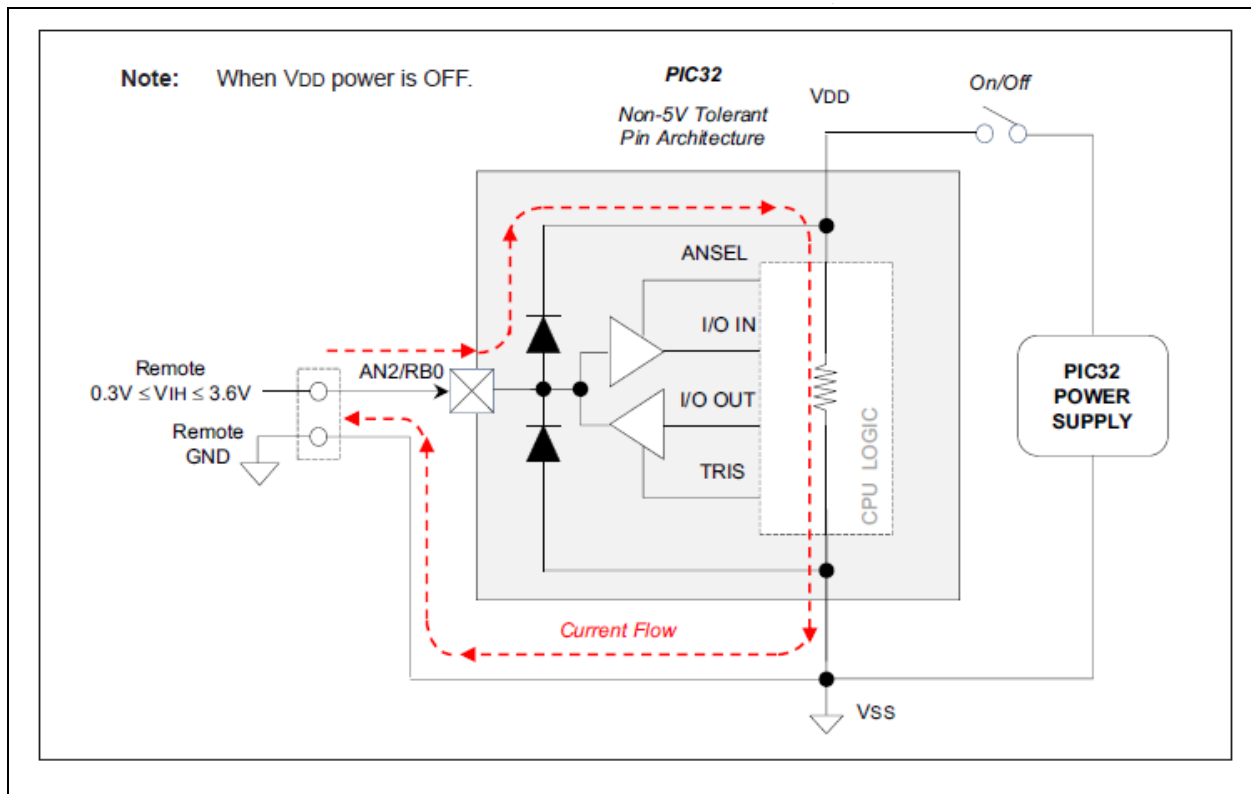 Note: When VDD power is OFF.
PIC32
Non-5V Tolerant
Pin Architecture
VDD
On/Off
ANSEL
I/O IN
Remote
0.3V ≤ VIH ≤ 3.6V
AN2/RB0
I/O OUT
Remote
GND
TRIS
CPU LOGIC
PIC32
POWER
SUPPLY
Current Flow
VSS